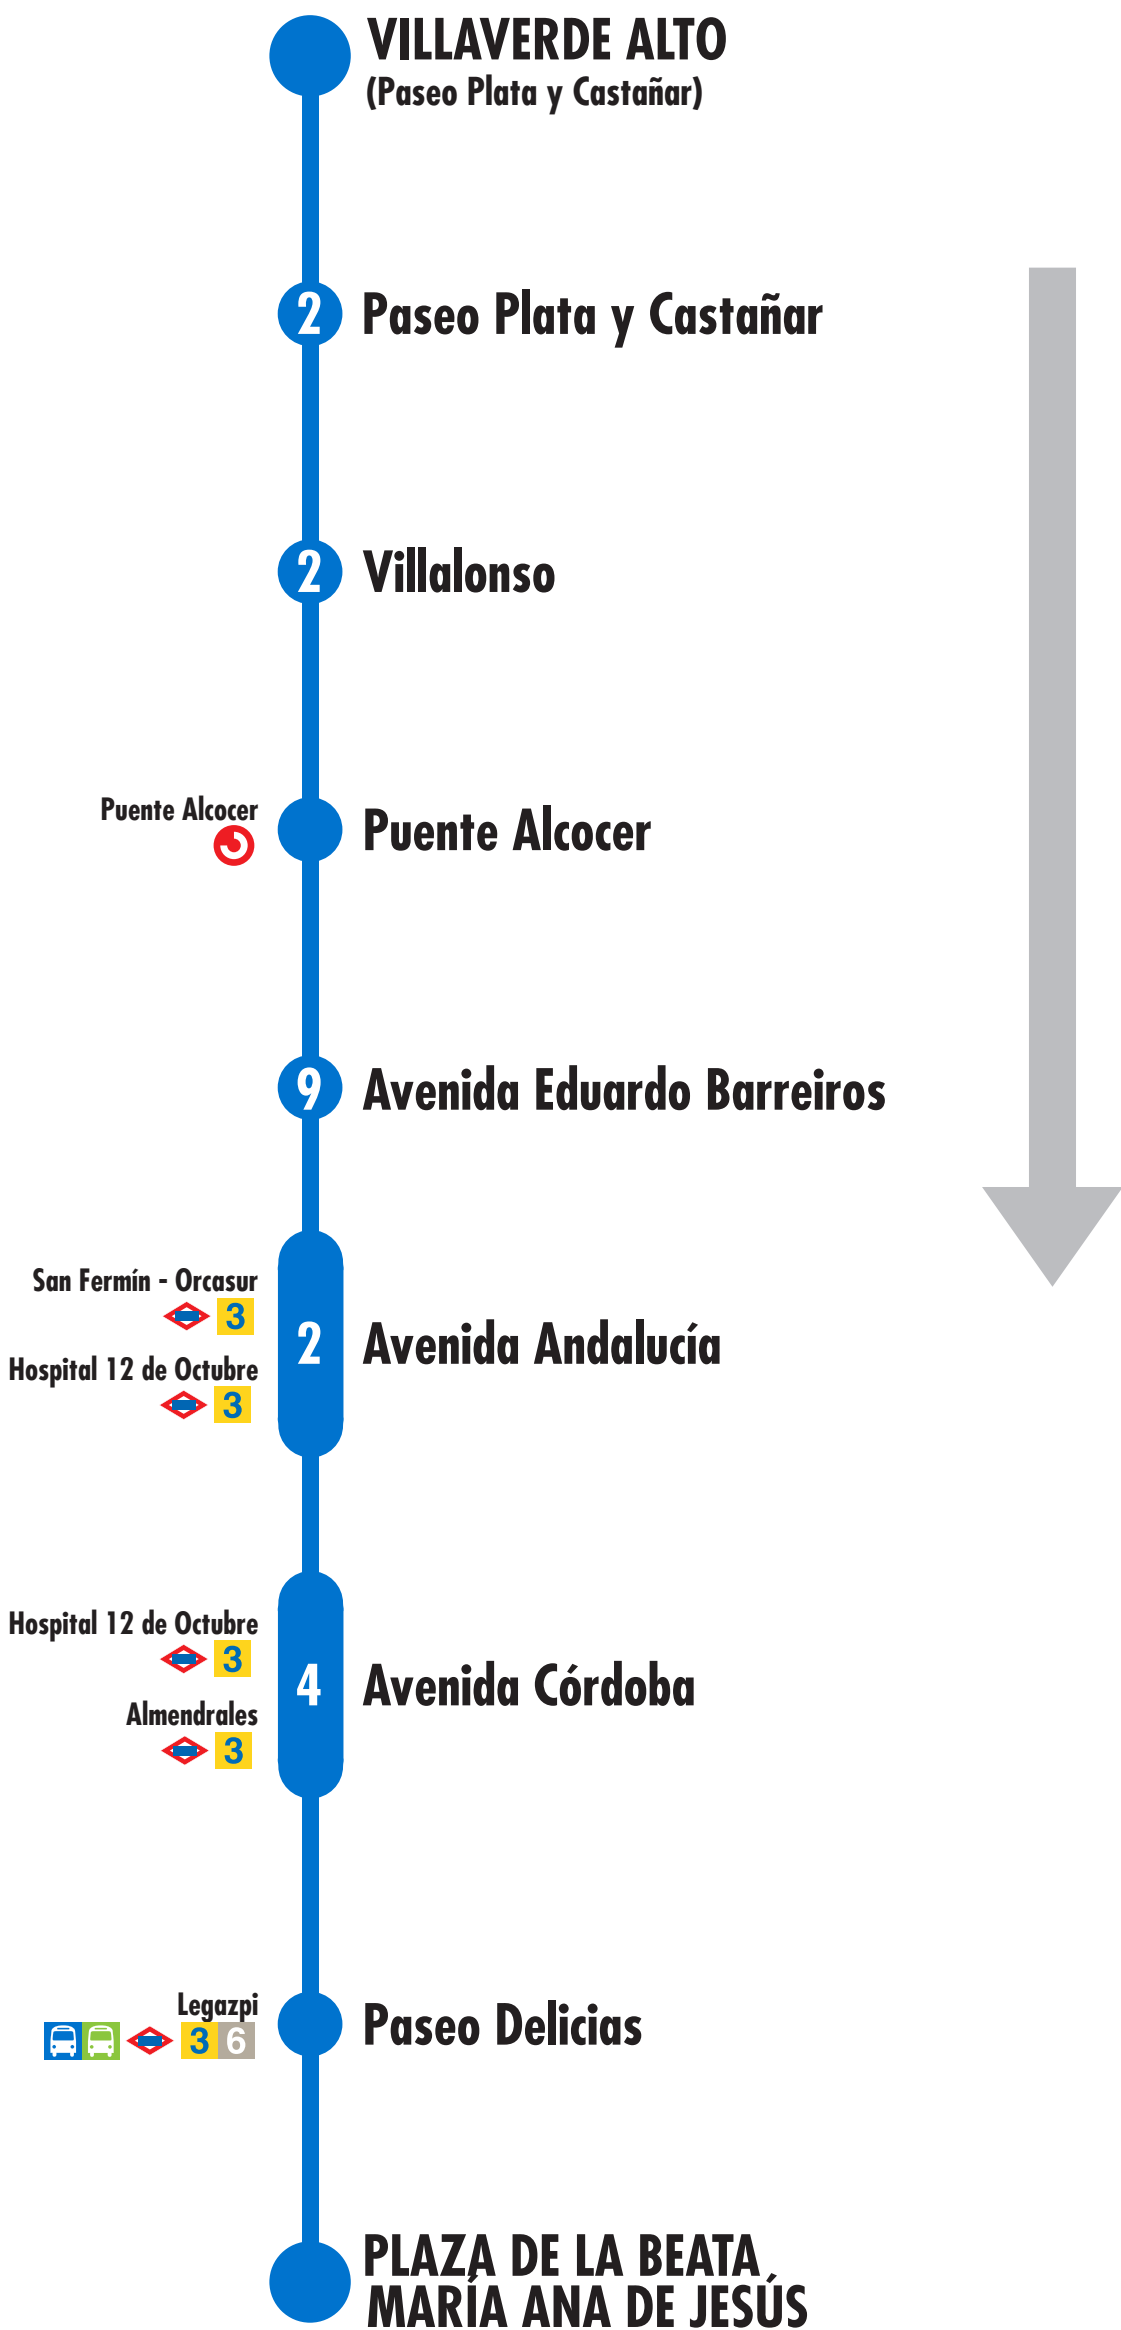 VILLAVERDE ALTO
(Paseo Plata y Castañar)
2 Paseo Plata y Castañar
2 Villalonso
Puente Alcocer
Puente Alcocer
9 Avenida Eduardo Barreiros
San Fermín - Orcasur
3
2 Avenida Andalucía
Hospital 12 de Octubre
3
Hospital 12 de Octubre
3
4 Avenida Córdoba
Almendrales
3
Legazpi
3 6
Paseo Delicias
PLAZA DE LA BEATA
MARÍA ANA DE JESÚS